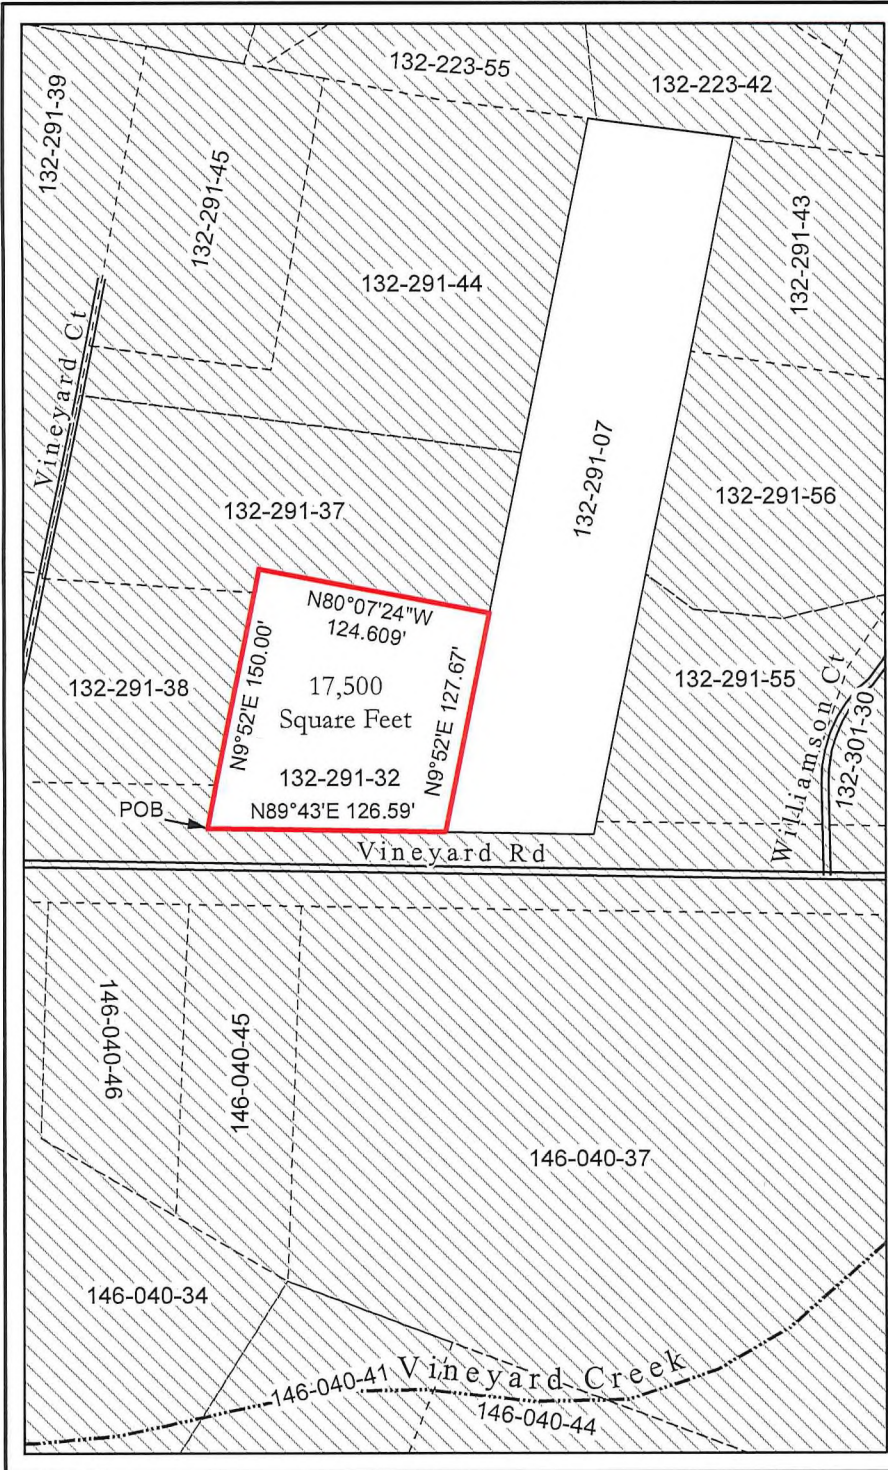 132-223-55
132-223-42
132-291-39
132-291-45
132-291-43
132-291-44
Vineyard Ct
132-291-07
132-291-56
132-291-37
N80°07'24"W
124.609'
N9°52'E 150.00'
N9°52'E 127.67'
17,500
Square Feet
132-291-38
132-291-55
Williamson Ct
132-301-30
132-291-32
POB
N89°43'E 126.59'
Vineyard Rd
146-040-46
146-040-45
146-040-37
146-040-34
146-040-41
Vineyard Creek
146-040-44